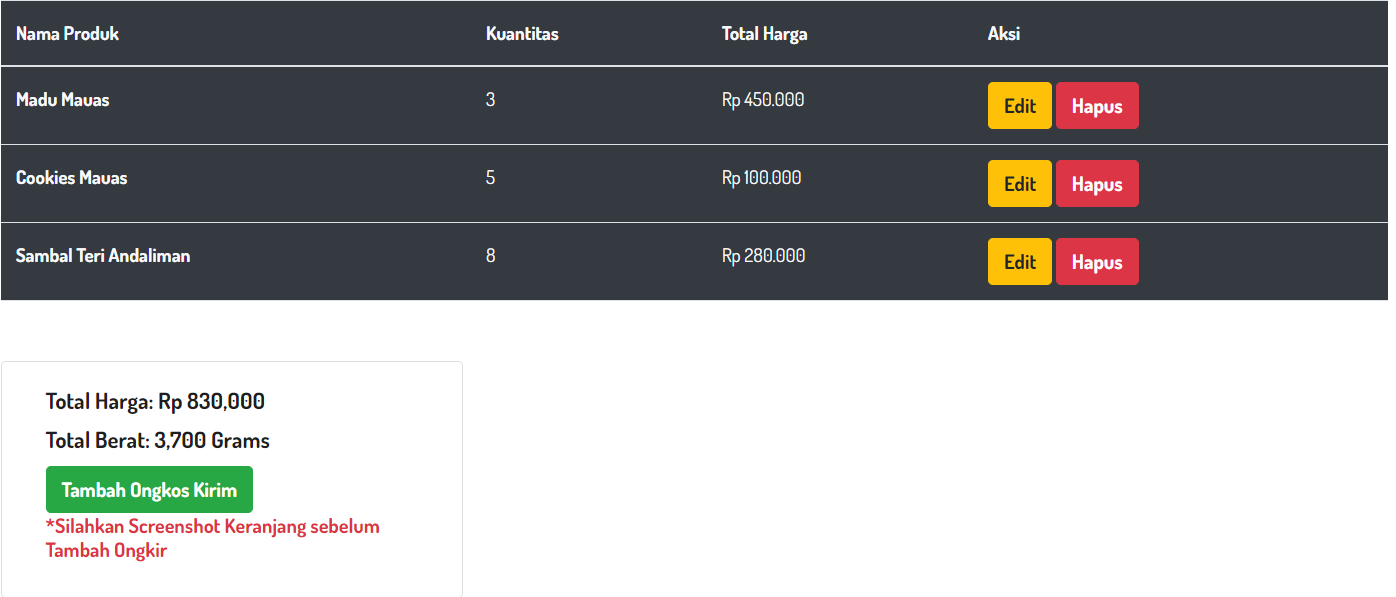 Nama Produk Kuantitas Total Harga Aksi
Madu Mauas 3 Rp 450.000 Edit Hapus
Cookies Mauas 5 Rp 100.000 Edit Hapus
Sambal Teri Andaliman 8 Rp 280.000 Edit Hapus
Total Harga: Rp 830,000
Total Berat: 3,700 Grams
Tambah Ongkos Kirim
*Silahkan Screenshot Keranjang sebelum
Tambah Ongkir